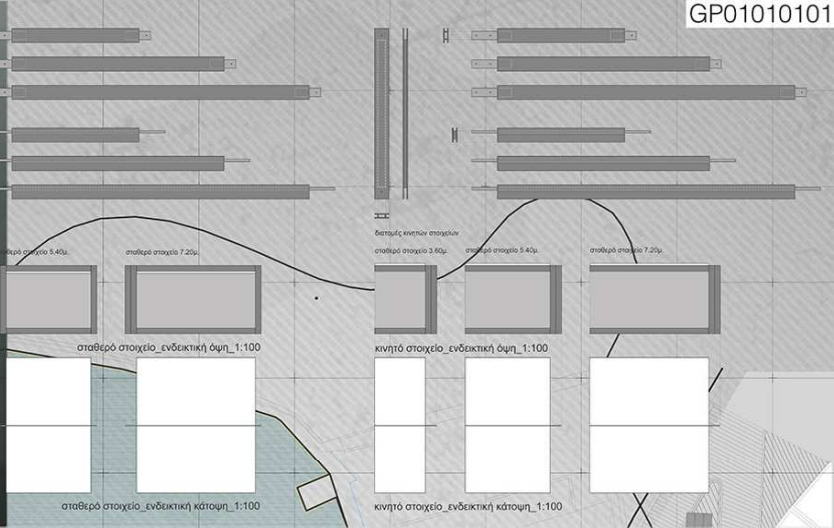 GP01010101
διατομές κινητών στοιχείων
σταθερό στοιχείο 5.40μ.
σταθερό στοιχείο 7.20μ.
σταθερό στοιχείο 3.60μ.
σταθερό στοιχείο 5.40μ.
σταθερό στοιχείο 7.20μ.
σταθερό στοιχείο_ενδεικτική όψη_1:100
κινητό στοιχείο_ενδεικτική όψη_1:100
σταθερό στοιχείο_ενδεικτική κάτοψη_1:100
κινητό στοιχείο_ενδεικτική κάτοψη_1:100